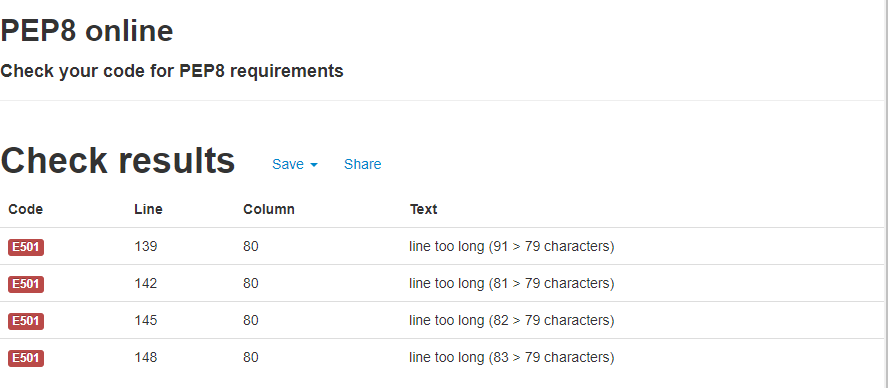 PEP8 online
Check your code for PEP8 requirements
Check results Save Share
Code Line Column Text
E501 139 80 line too long (91 > 79 characters)
E501 142 80 line too long (81 > 79 characters)
E501 145 80 line too long (82 > 79 characters)
E501 148 80 line too long (83 > 79 characters)